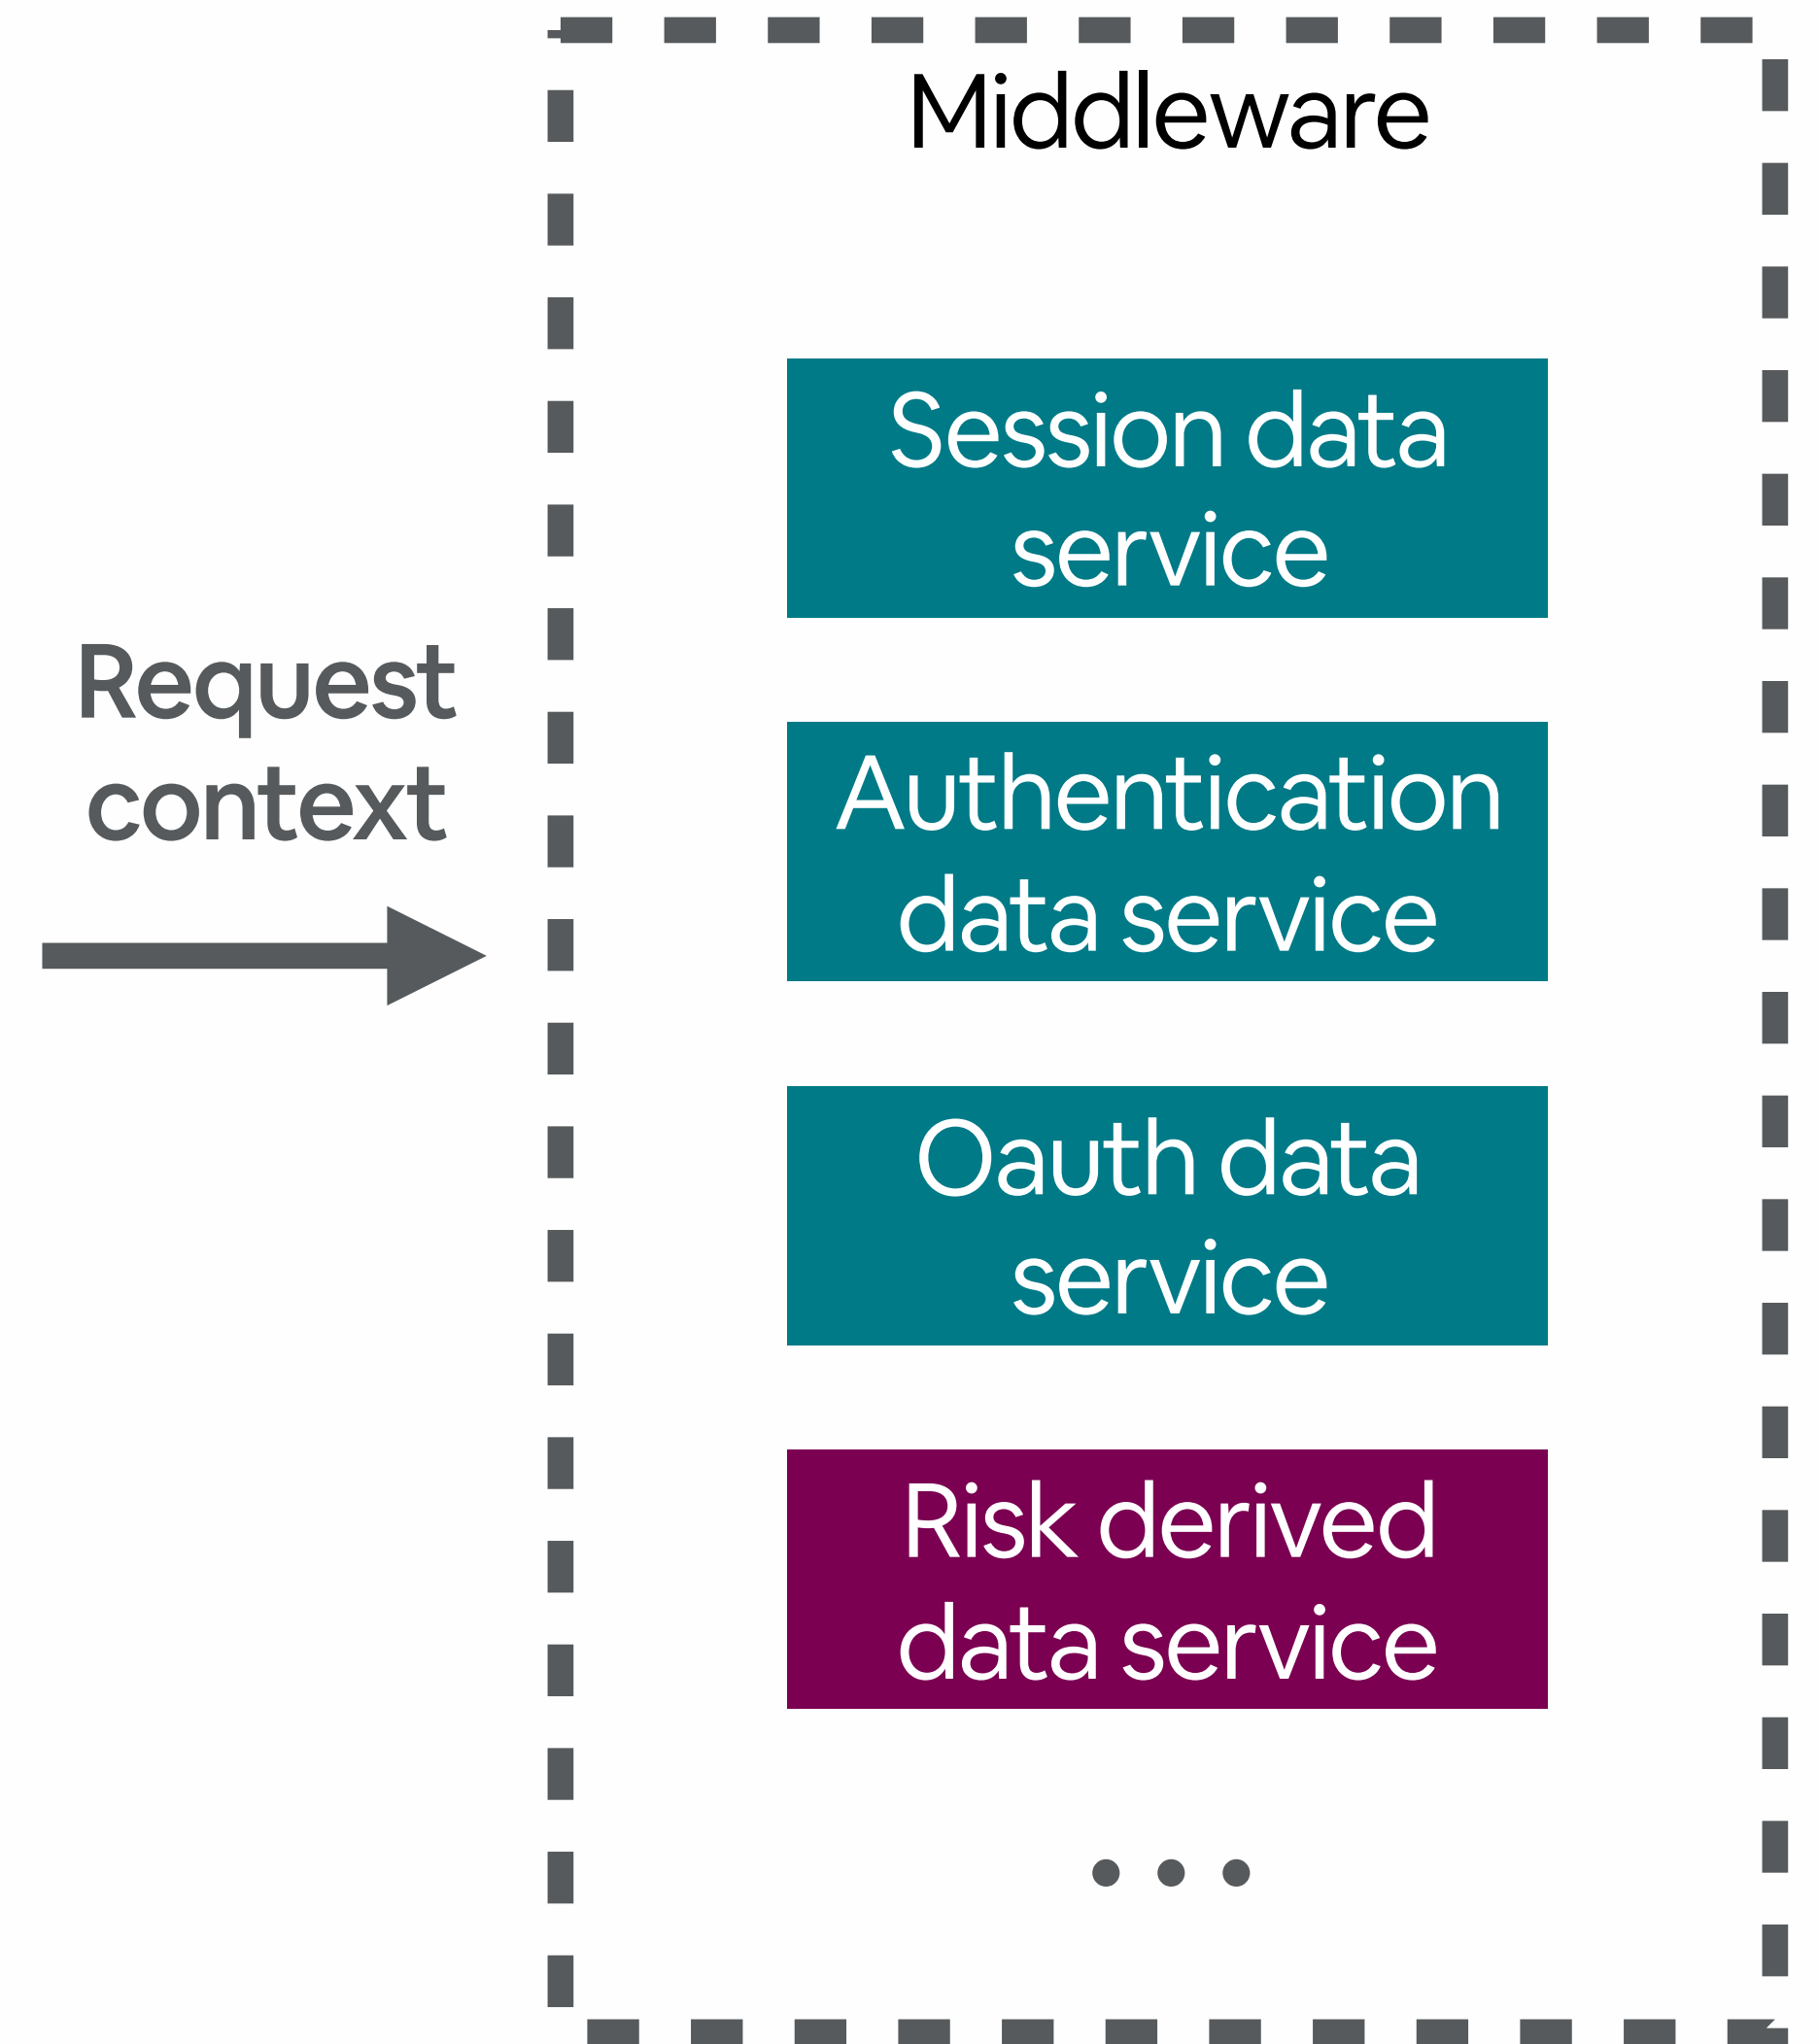 Middleware
Session data
service
Request
context
Authentication
data service
Oauth data
service
Risk derived
data service
...